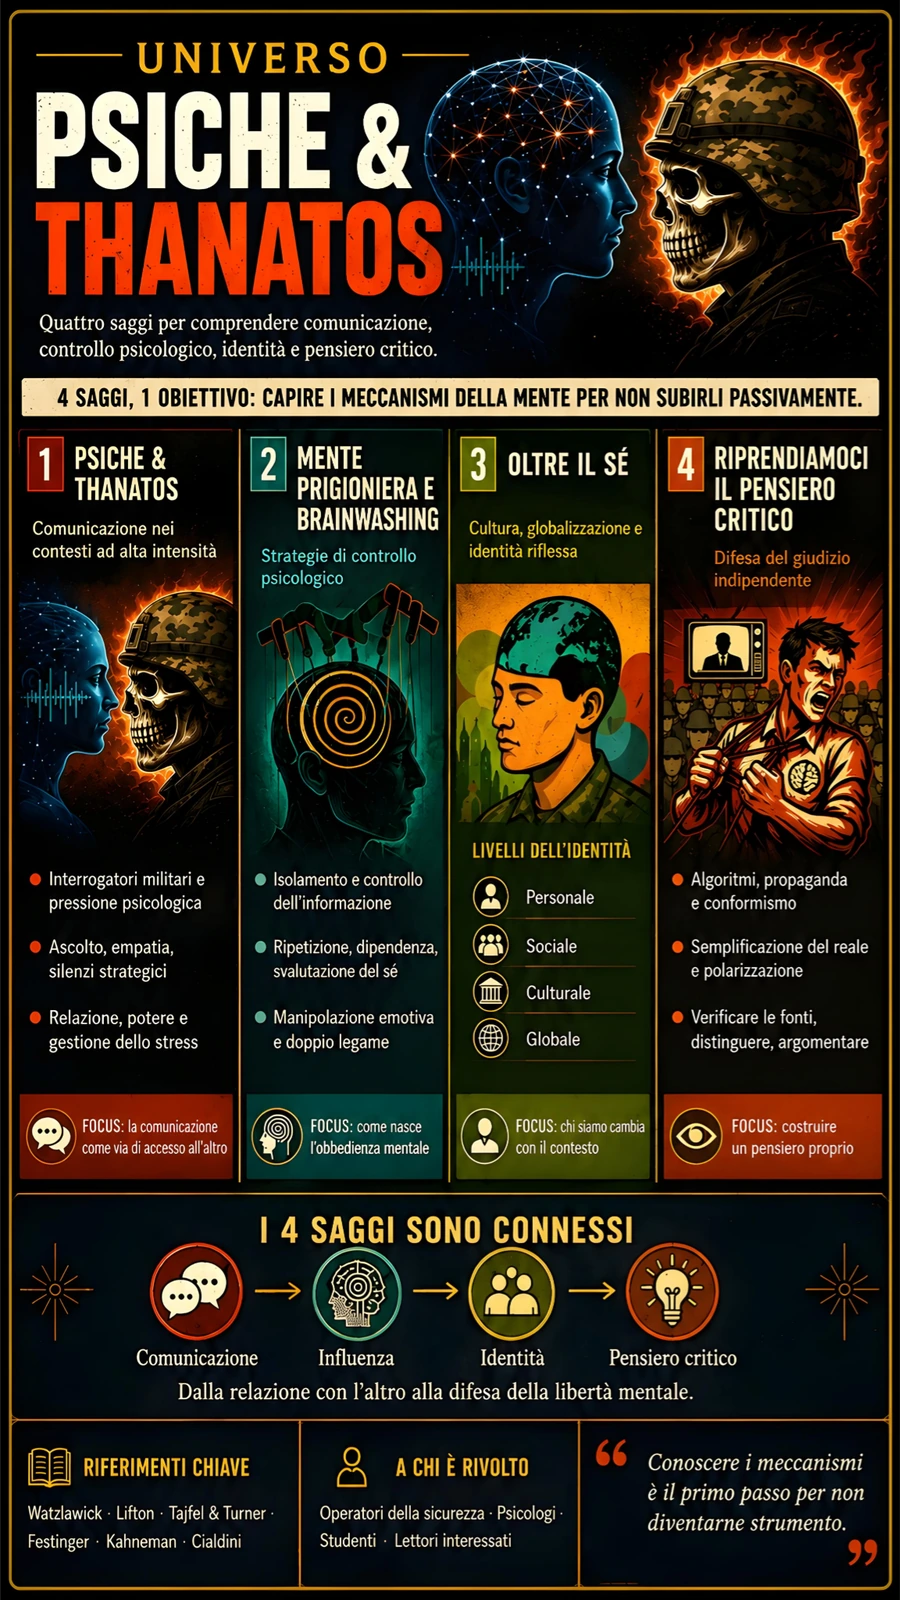 UNIVERSO
PSICHE &
THANATOS
Quattro saggi per comprendere comunicazione,
controllo psicologico, identità e pensiero critico.
4 SAGGI, 1 OBIETTIVO: CAPIRE I MECCANISMI DELLA MENTE PER NON SUBIRLI PASSIVAMENTE.
1
PSICHE &
THANATOS
Comunicazione nei
contesti ad alta intensità
Interrogatori militari e
pressione psicologica
Ascolto, empatia,
silenzi strategici
Relazione, potere e
gestione dello stress
FOCUS: la comunicazione
come via di accesso all'altro
2
MENTE
PRIGIONIERA E
BRAINWASHING
Strategie di controllo
psicologico
Isolamento e controllo
dell'informazione
Ripetizione, dipendenza,
svalutazione del sé
Manipolazione emotiva
e doppio legame
FOCUS: come nasce
l'obbedienza mentale
3
OLTRE IL SÉ
Cultura, globalizzazione e
identità riflessa
LIVELLI DELL'IDENTITÀ
Personale
Sociale
Culturale
Globale
FOCUS: chi siamo cambia
con il contesto
4
RIPRENDIAMOCI
IL PENSIERO
CRITICO
Difesa del giudizio
indipendente
Algoritmi, propaganda
e conformismo
Semplificazione del reale
e polarizzazione
Verificare le fonti,
distinguere, argomentare
FOCUS: costruire
un pensiero proprio
I 4 SAGGI SONO CONNESSI
Comunicazione
Influenza
Identità
Pensiero critico
Dalla relazione con l'altro alla difesa della libertà mentale.
RIFERIMENTI CHIAVE
Watzlawick · Lifton · Tajfel & Turner ·
Festinger · Kahneman · Cialdini
A CHI È RIVOLTO
Operatori della sicurezza · Psicologi ·
Studenti · Lettori interessati
“Conoscere i meccanismi
è il primo passo per non
diventarne strumento.”